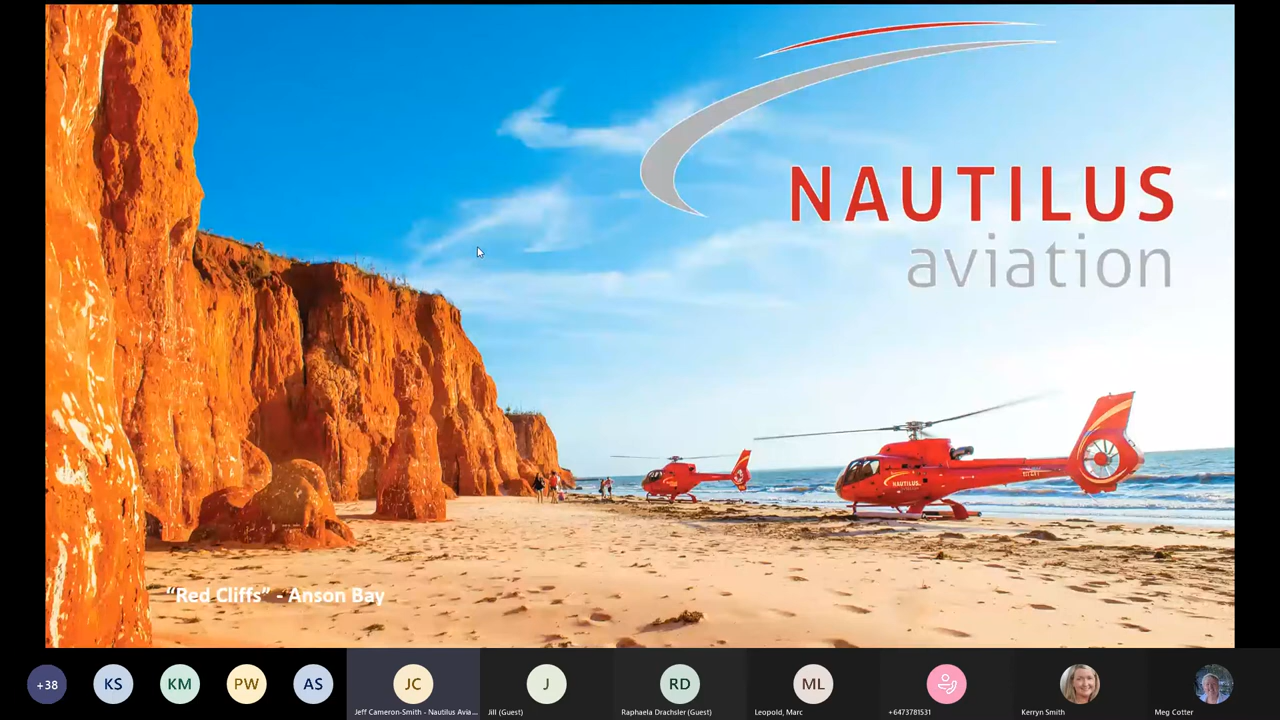 NAUTILUS
aviation
NAUTILUS
"Red Cliffs" - Anson Bay
+38
KS
KM
PW
AS
JC
J
RD
ML
Jeff Cameron-Smith - Nautilus Avia...
Jill (Guest)
Raphaela Drachsler (Guest)
Leopold, Marc
+6473781531
Kerryn Smith
Meg Cotter